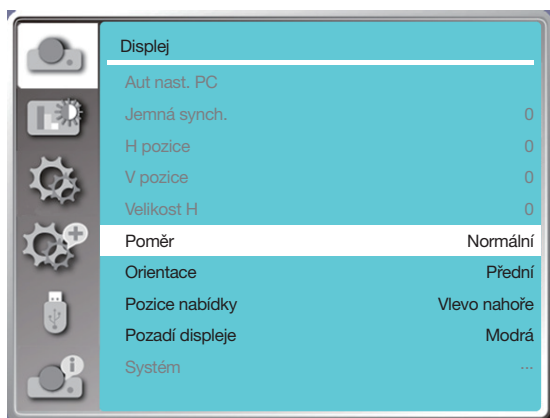 Displej
Aut nast. PC
Jemná synch. 0
H pozice 0
V pozice 0
Velikost H 0
Poměr Normální
Orientace Přední
Pozice nabídky Vlevo nahoře
Pozadí displeje Modrá
Systém ...